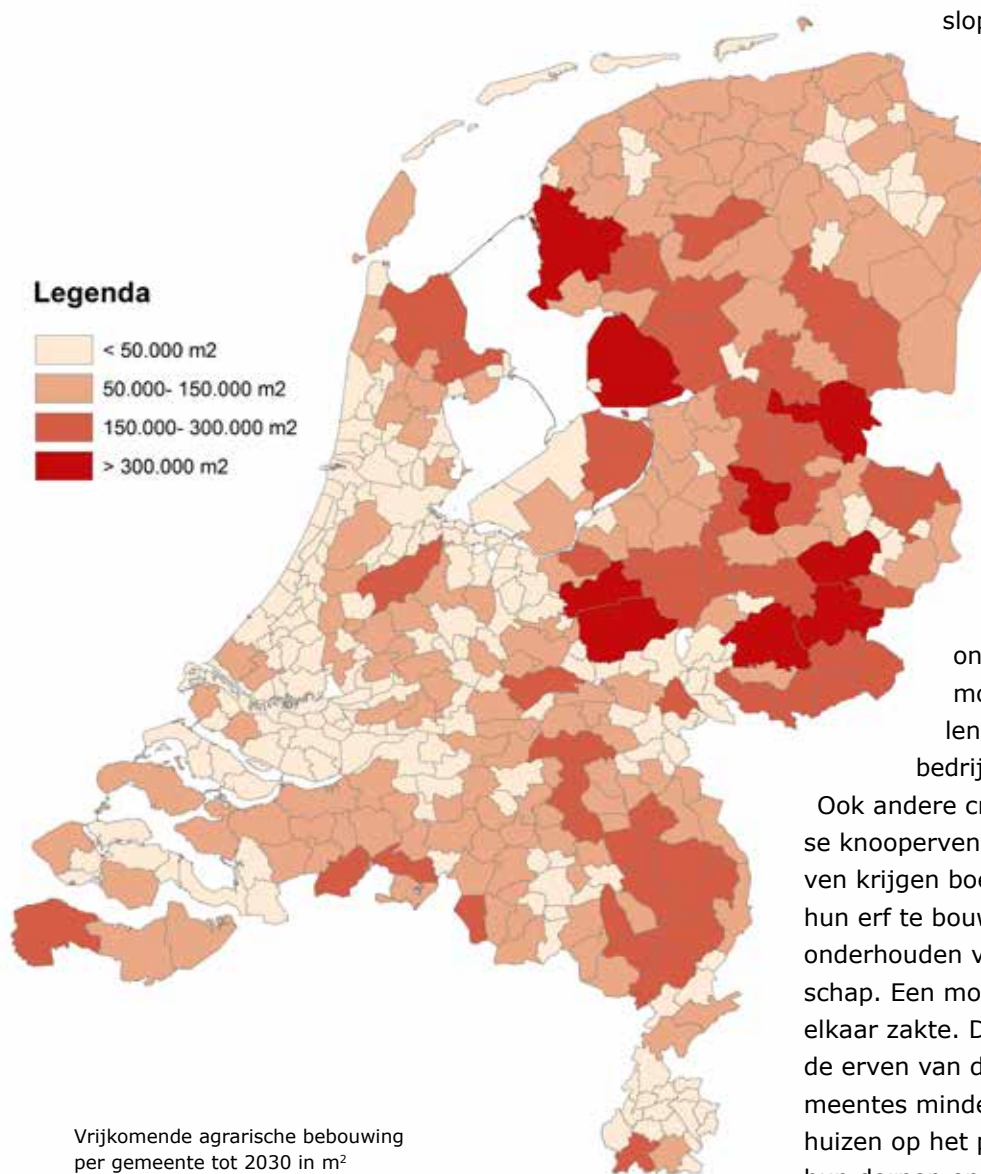 slop
Legenda
< 50.000 m2
50.000- 150.000 m2
150.000- 300.000 m2
> 300.000 m2
on
mo
len
bedrij
Ook andere cr
se knooperven
ven krijgen boe
hun erf te bouw
onderhouden v
schap. Een mo
elkaar zakte. D
de erven van d
meentes minde
huizen op het p
Vrijkomende agrarische bebouwing
per gemeente tot 2030 in m²